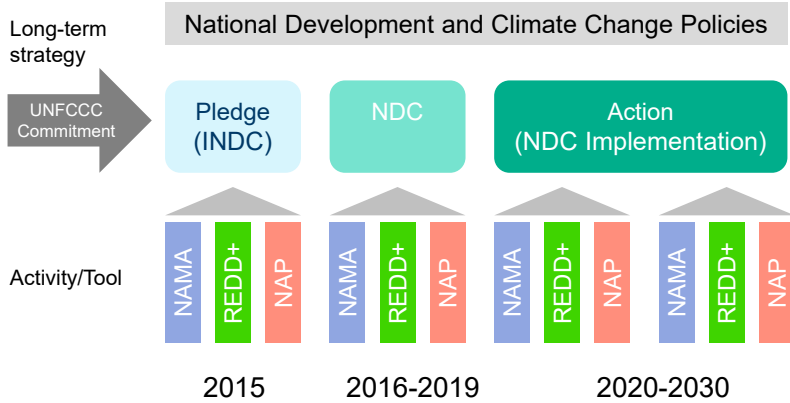 National Development and Climate Change Policies
Long-term
strategy
UNFCCC
Commitment
Pledge
(INDC)
NDC
Action
(NDC Implementation)
Activity/Tool
NAMA
REDD+
NAP
NAMA
REDD+
NAP
NAMA
REDD+
NAP
NAMA
REDD+
NAP
2015
2016-2019
2020-2030